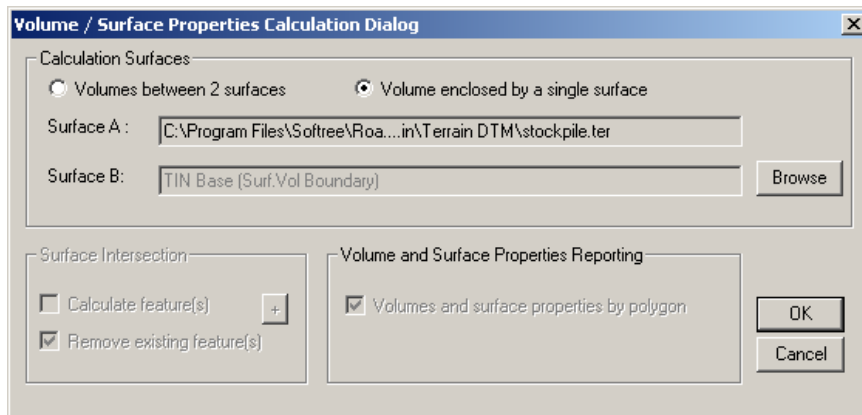 Volume / Surface Properties Calculation Dialog
Calculation Surfaces
Volumes between 2 surfaces Volume enclosed by a single surface
Surface A : C:\Program Files\Softree\Roa....in\Terrain DTM\stockpile.ter
Surface B: TIN Base (Surf.Vol Boundary) Browse
Surface Intersection Volume and Surface Properties Reporting
Calculate feature(s) + Volumes and surface properties by polygon
Remove existing feature(s)
OK
Cancel